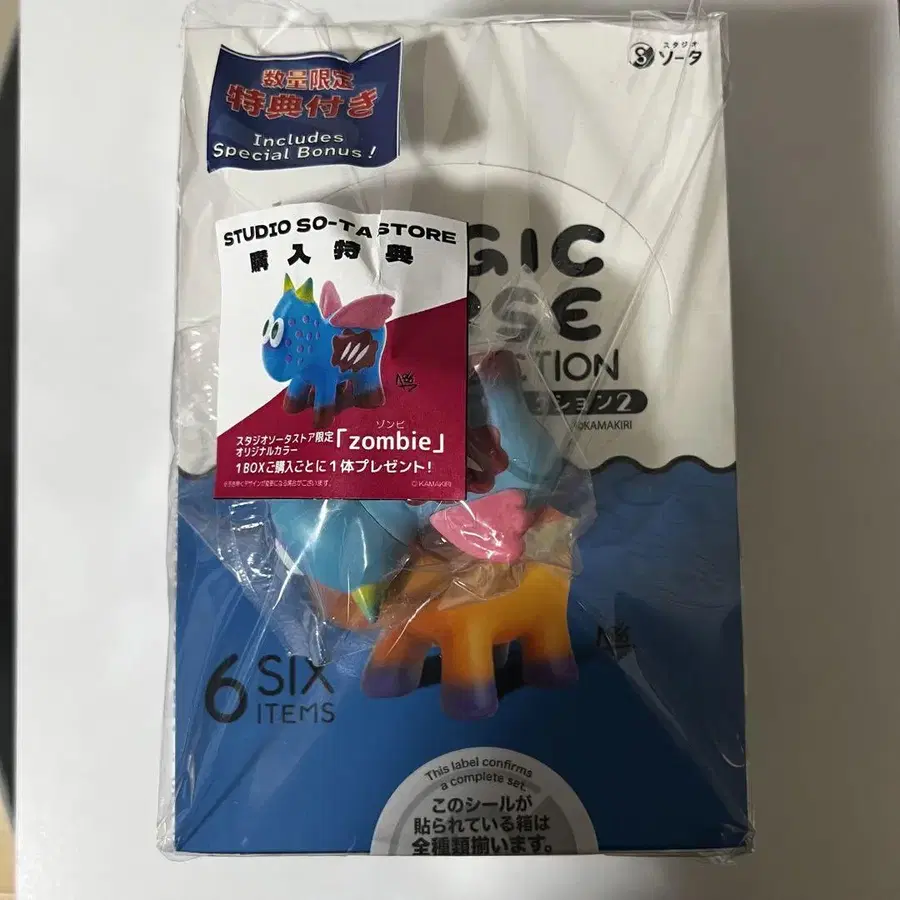 スタジオ
ソータ
数量限定
特典付き
Includes
Special Bonus!
STUDIO SO-TA STORE
購入特典
GIC
SE
CTION
クション2
©KAMAKIRI
ゾンビ
スタジオソータストア限定
オリジナルカラー
「zombie」
1BOXご購入ごとに1体プレゼント!
©KAMAKIRI
6 SIX
ITEMS
This label confirms
a complete set.
このシールが
貼られている箱は
全種類揃います。